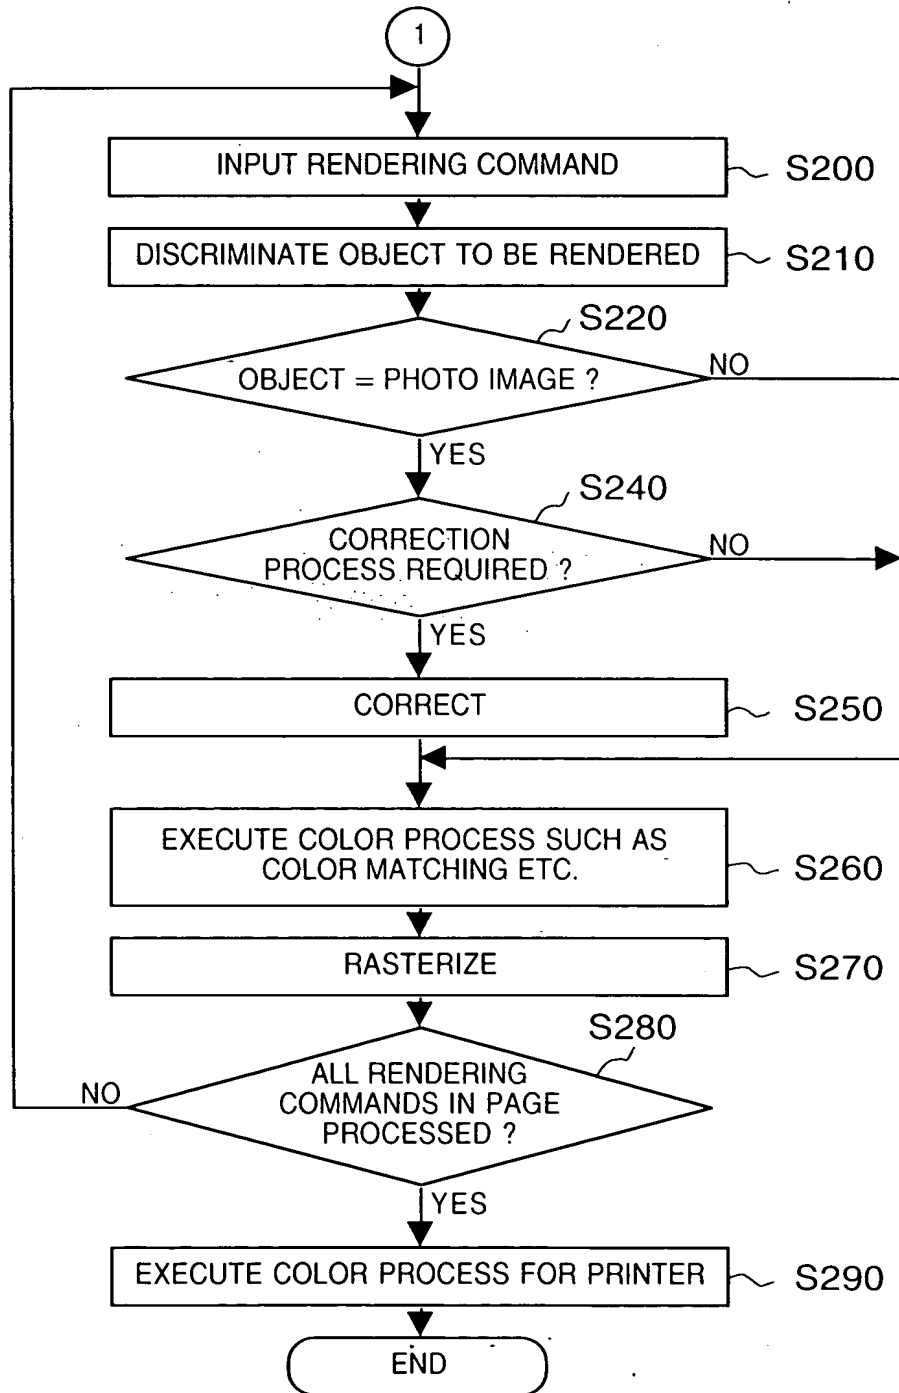 1
INPUT RENDERING COMMAND
S200
DISCRIMINATE OBJECT TO BE RENDERED
S210
S220
OBJECT = PHOTO IMAGE ?
NO
YES
S240
CORRECTION
PROCESS REQUIRED ?
NO
YES
CORRECT
S250
EXECUTE COLOR PROCESS SUCH AS
COLOR MATCHING ETC.
S260
RASTERIZE
S270
S280
ALL RENDERING
COMMANDS IN PAGE
PROCESSED ?
NO
YES
EXECUTE COLOR PROCESS FOR PRINTER
S290
END